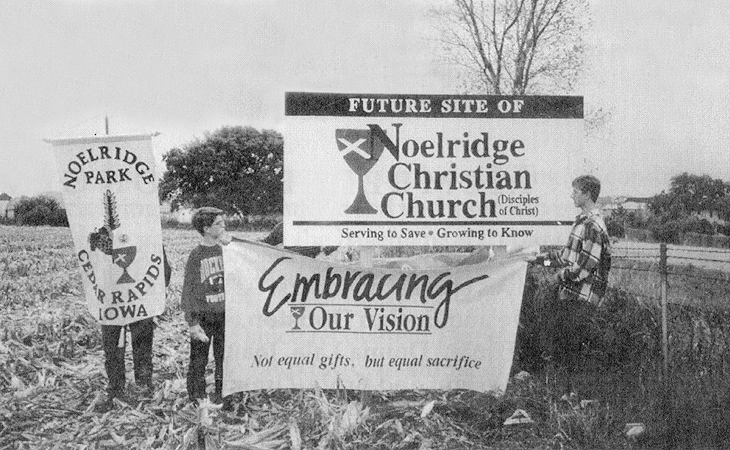 FUTURE SITE OF
Noelridge
Christian
Church (Disciples
of Christ)
Serving to Save • Growing to Know
NOELRIDGE
PARK
CEDAR RAPIDS
IOWA
Embracing
Our Vision
Not equal gifts, but equal sacrifice